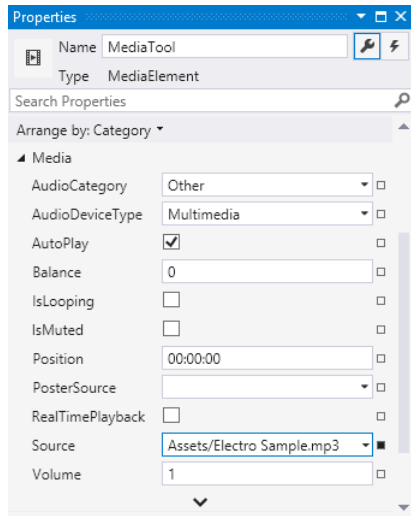 Properties
Name MediaTool
Type MediaElement
Search Properties
Arrange by: Category
Media
AudioCategory Other
AudioDeviceType Multimedia
AutoPlay
Balance 0
IsLooping
IsMuted
Position 00:00:00
PosterSource
RealTimePlayback
Source Assets/Electro Sample.mp3
Volume 1